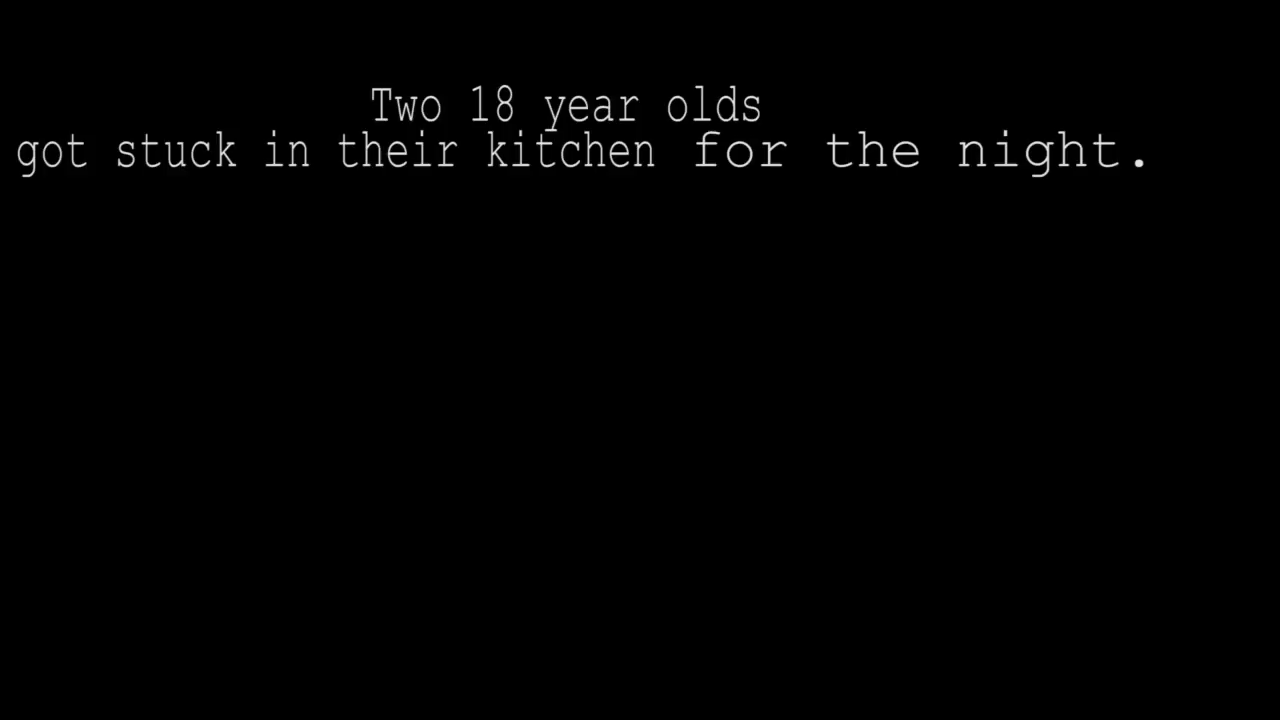 Two 18 year olds
got stuck in their kitchen for the night.